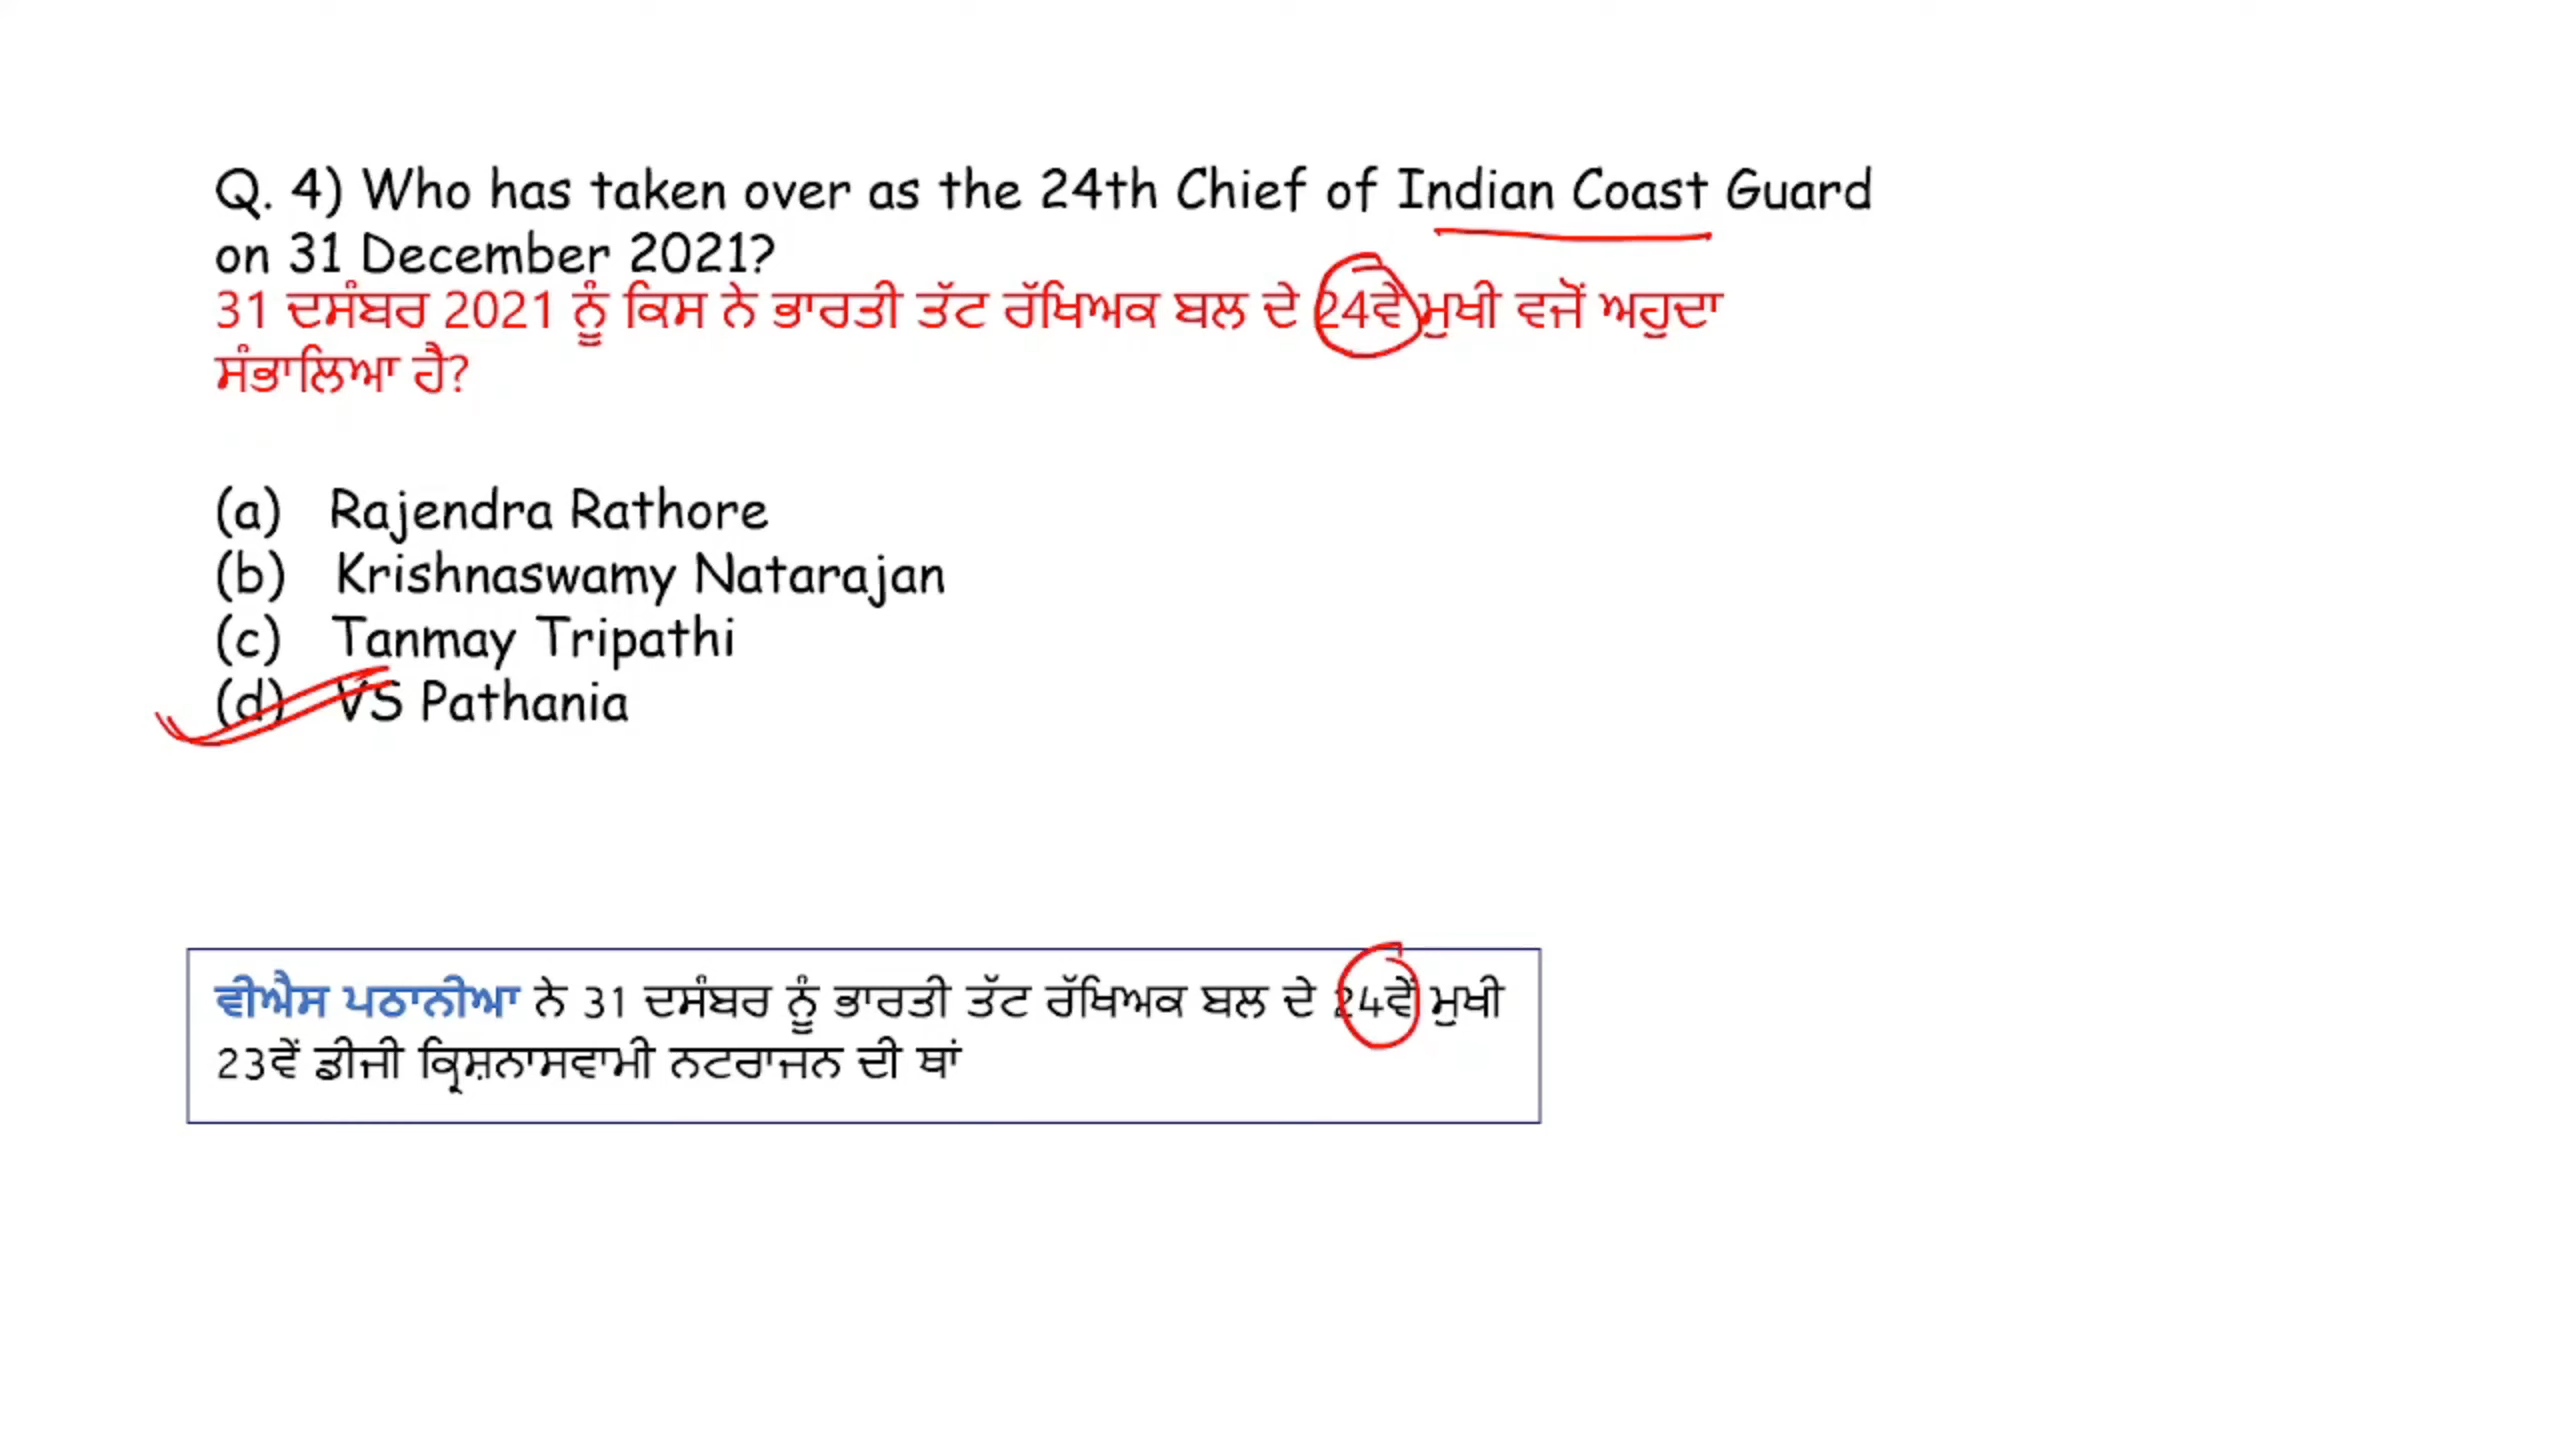 Q. 4) Who has taken over as the 24th Chief of Indian Coast Guard
on 31 December 2021?
31 ਦਸੰਬਰ 2021 ਨੂੰ ਕਿਸ ਨੇ ਭਾਰਤੀ ਤੱਟ ਰੱਖਿਅਕ ਬਲ ਦੇ 24ਵੇਂ ਮੁਖੀ ਵਜੋਂ ਅਹੁਦਾ
ਸੰਭਾਲਿਆ ਹੈ?
(a) Rajendra Rathore
(b) Krishnaswamy Natarajan
(c) Tanmay Tripathi
(d) VS Pathania
ਵੀਐਸ ਪਠਾਨੀਆ ਨੇ 31 ਦਸੰਬਰ ਨੂੰ ਭਾਰਤੀ ਤੱਟ ਰੱਖਿਅਕ ਬਲ ਦੇ 24ਵੇਂ ਮੁਖੀ
23ਵੇਂ ਡੀਜੀ ਕ੍ਰਿਸ਼ਨਾਸਵਾਮੀ ਨਟਰਾਜਨ ਦੀ ਥਾਂ